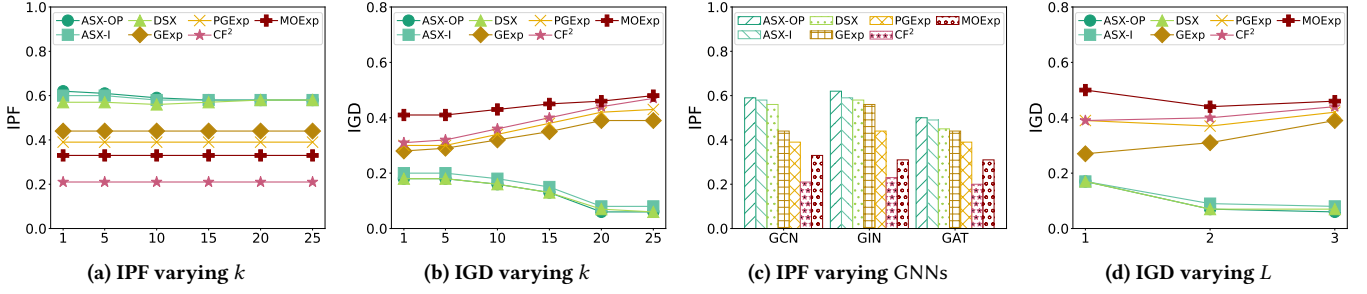 ASX-OP DSX PGExp MOExp
ASX-I GExp CF²
IPF
1.0
0.8
0.6
0.4
0.2
0.0
1 5 10 15 20 25
(a) IPF varying k
ASX-OP DSX PGExp MOExp
ASX-I GExp CF²
IGD
0.8
0.6
0.4
0.2
0.0
1 5 10 15 20 25
(b) IGD varying k
ASX-OP DSX PGExp MOExp
ASX-I GExp CF²
IPF
1.0
0.8
0.6
0.4
0.2
0.0
GCN GIN GAT
(c) IPF varying GNNs
ASX-OP DSX PGExp MOExp
ASX-I GExp CF²
IGD
0.8
0.6
0.4
0.2
0.0
1 2 3
(d) IGD varying L